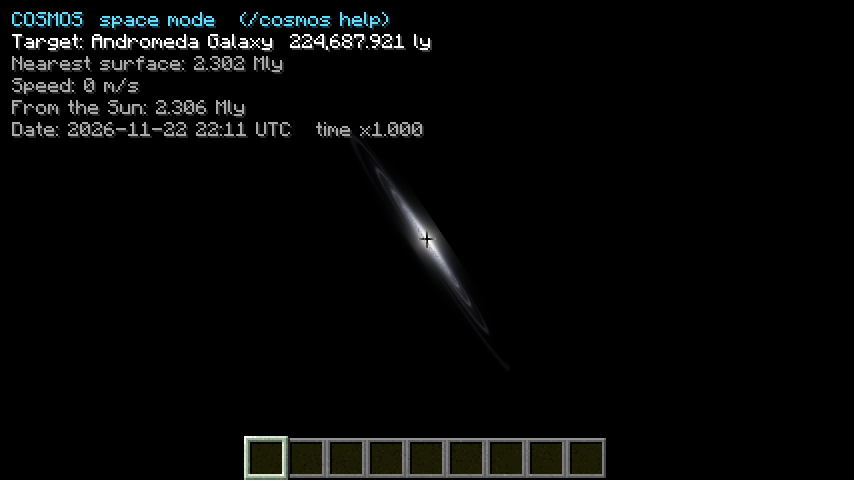 COSMOS space mode (/cosmos help)
Target: Andromeda Galaxy 224,687.921 ly
Nearest surface: 2.302 Mly
Speed: 0 m/s
From the Sun: 2.306 Mly
Date: 2026-11-22 22:11 UTC time x1.000